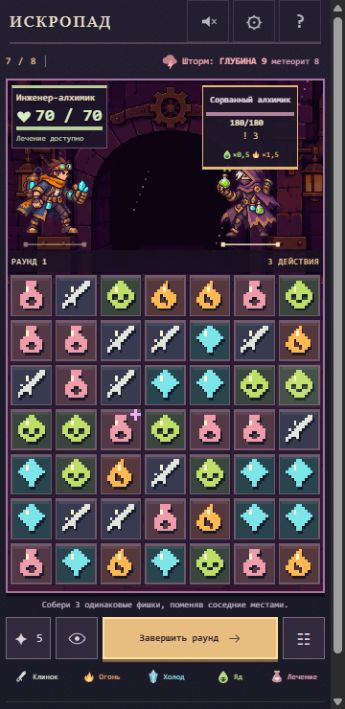 ИСКРОПАД
?
7 / 8
Шторм: ГЛУБИНА 9 метеорит 8
Инженер-алхимик
70 / 70
Лечение доступно
Сорванный алхимик
180/180
! 3
×0,5 ×1,5
РАУНД 1
3 ДЕЙСТВИЯ
Собери 3 одинаковые фишки, поменяв соседние местами.
5
Завершить раунд →
Клинок Огонь Холод Яд Лечение